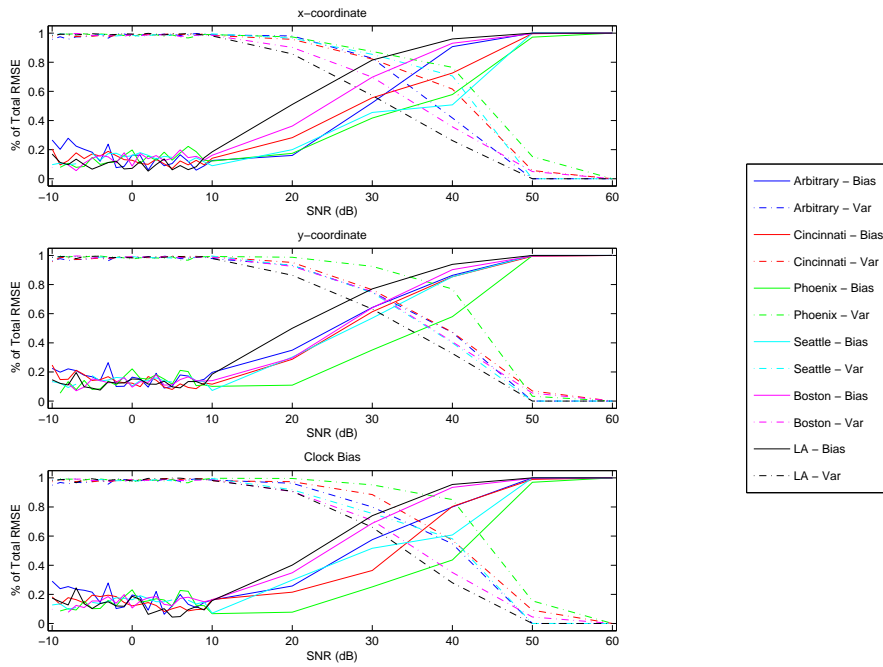 x−coordinate
% of Total RMSE
1
0.8
0.6
0.4
0.2
0
−10 0 10 20 30 40 50 60
SNR (dB)
y−coordinate
% of Total RMSE
1
0.8
0.6
0.4
0.2
0
−10 0 10 20 30 40 50 60
SNR (dB)
Clock Bias
% of Total RMSE
1
0.8
0.6
0.4
0.2
0
−10 0 10 20 30 40 50 60
SNR (dB)
Arbitrary − Bias
Arbitrary − Var
Cincinnati − Bias
Cincinnati − Var
Phoenix − Bias
Phoenix − Var
Seattle − Bias
Seattle − Var
Boston − Bias
Boston − Var
LA − Bias
LA − Var